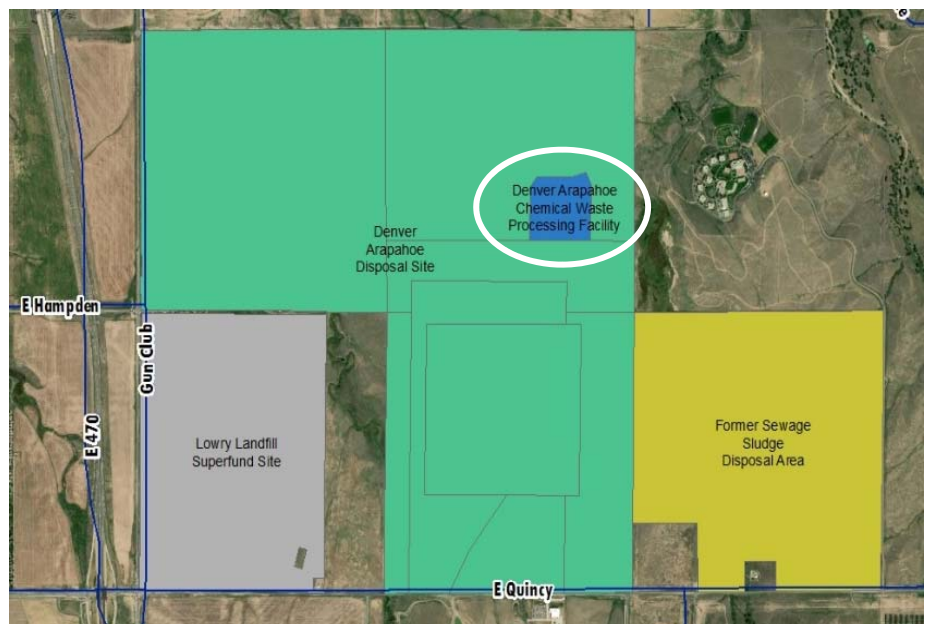 Denver Arapahoe
Chemical Waste
Processing Facility
Denver
Arapahoe
Disposal Site
E Hampden
Gun Club
E 470
Lowry Landfill
Superfund Site
Former Sewage
Sludge
Disposal Area
E Quincy